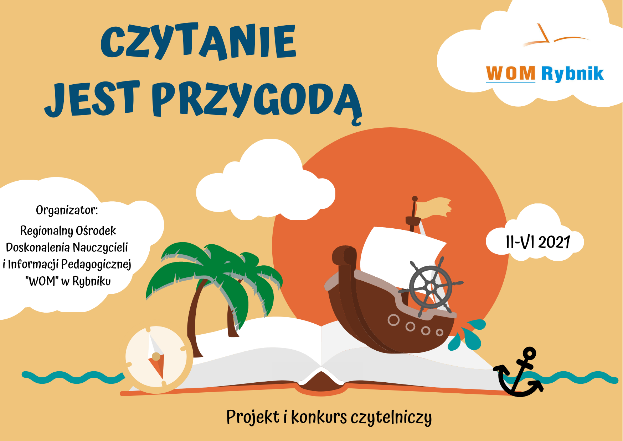 CZYTANIE
JEST PRZYGODĄ
WOM Rybnik
Organizator:
Regionalny Ośrodek
Doskonalenia Nauczycieli
i Informacji Pedagogicznej
"WOM" w Rybniku
II-VI 2021
Projekt i konkurs czytelniczy